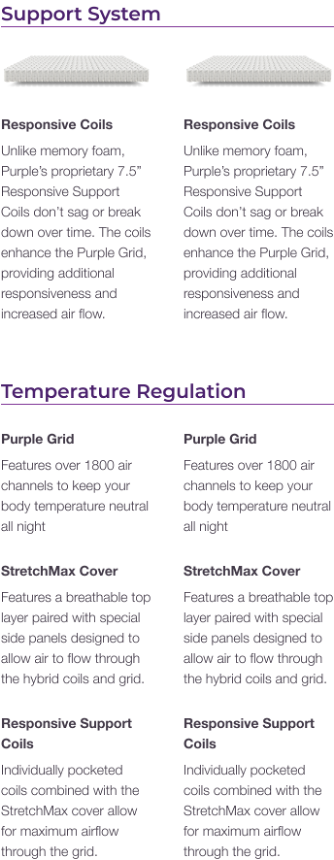 Support System
Responsive Coils
Unlike memory foam,
Purple's proprietary 7.5”
Responsive Support
Coils don't sag or break
down over time. The coils
enhance the Purple Grid,
providing additional
responsiveness and
increased air flow.
Responsive Coils
Unlike memory foam,
Purple's proprietary 7.5”
Responsive Support
Coils don't sag or break
down over time. The coils
enhance the Purple Grid,
providing additional
responsiveness and
increased air flow.
Temperature Regulation
Purple Grid
Features over 1800 air
channels to keep your
body temperature neutral
all night
StretchMax Cover
Features a breathable top
layer paired with special
side panels designed to
allow air to flow through
the hybrid coils and grid.
Responsive Support
Coils
Individually pocketed
coils combined with the
StretchMax cover allow
for maximum airflow
through the grid.
Purple Grid
Features over 1800 air
channels to keep your
body temperature neutral
all night
StretchMax Cover
Features a breathable top
layer paired with special
side panels designed to
allow air to flow through
the hybrid coils and grid.
Responsive Support
Coils
Individually pocketed
coils combined with the
StretchMax cover allow
for maximum airflow
through the grid.